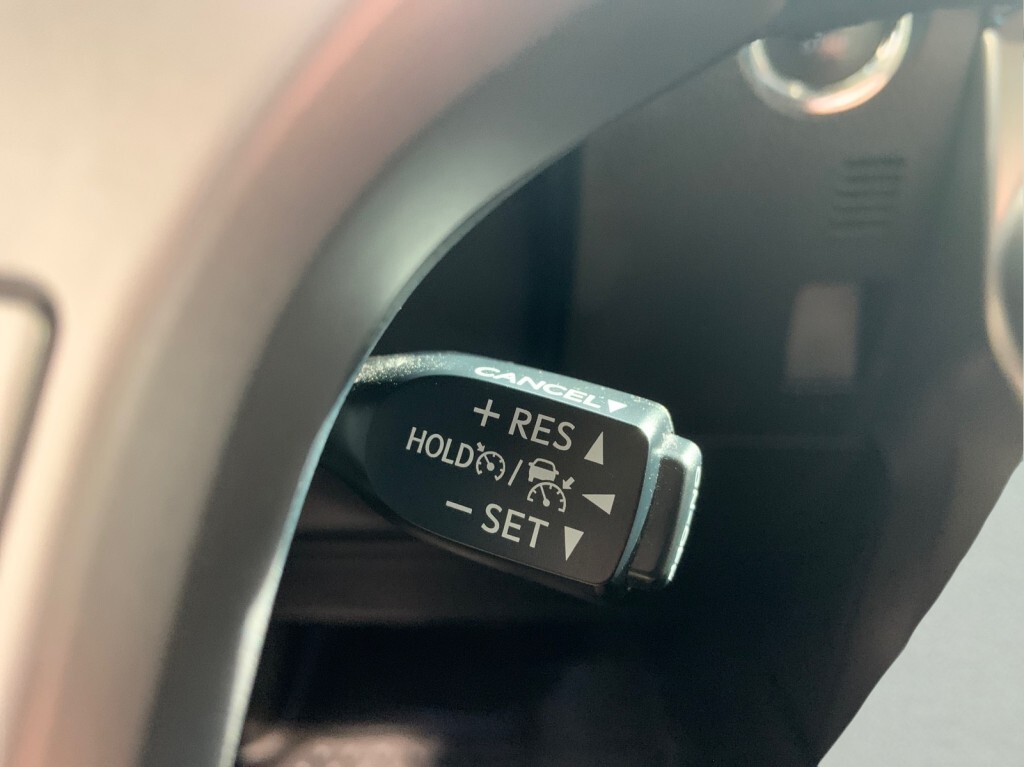 CANCEL▼
+ RES ▲
HOLD / ◀
− SET ▼